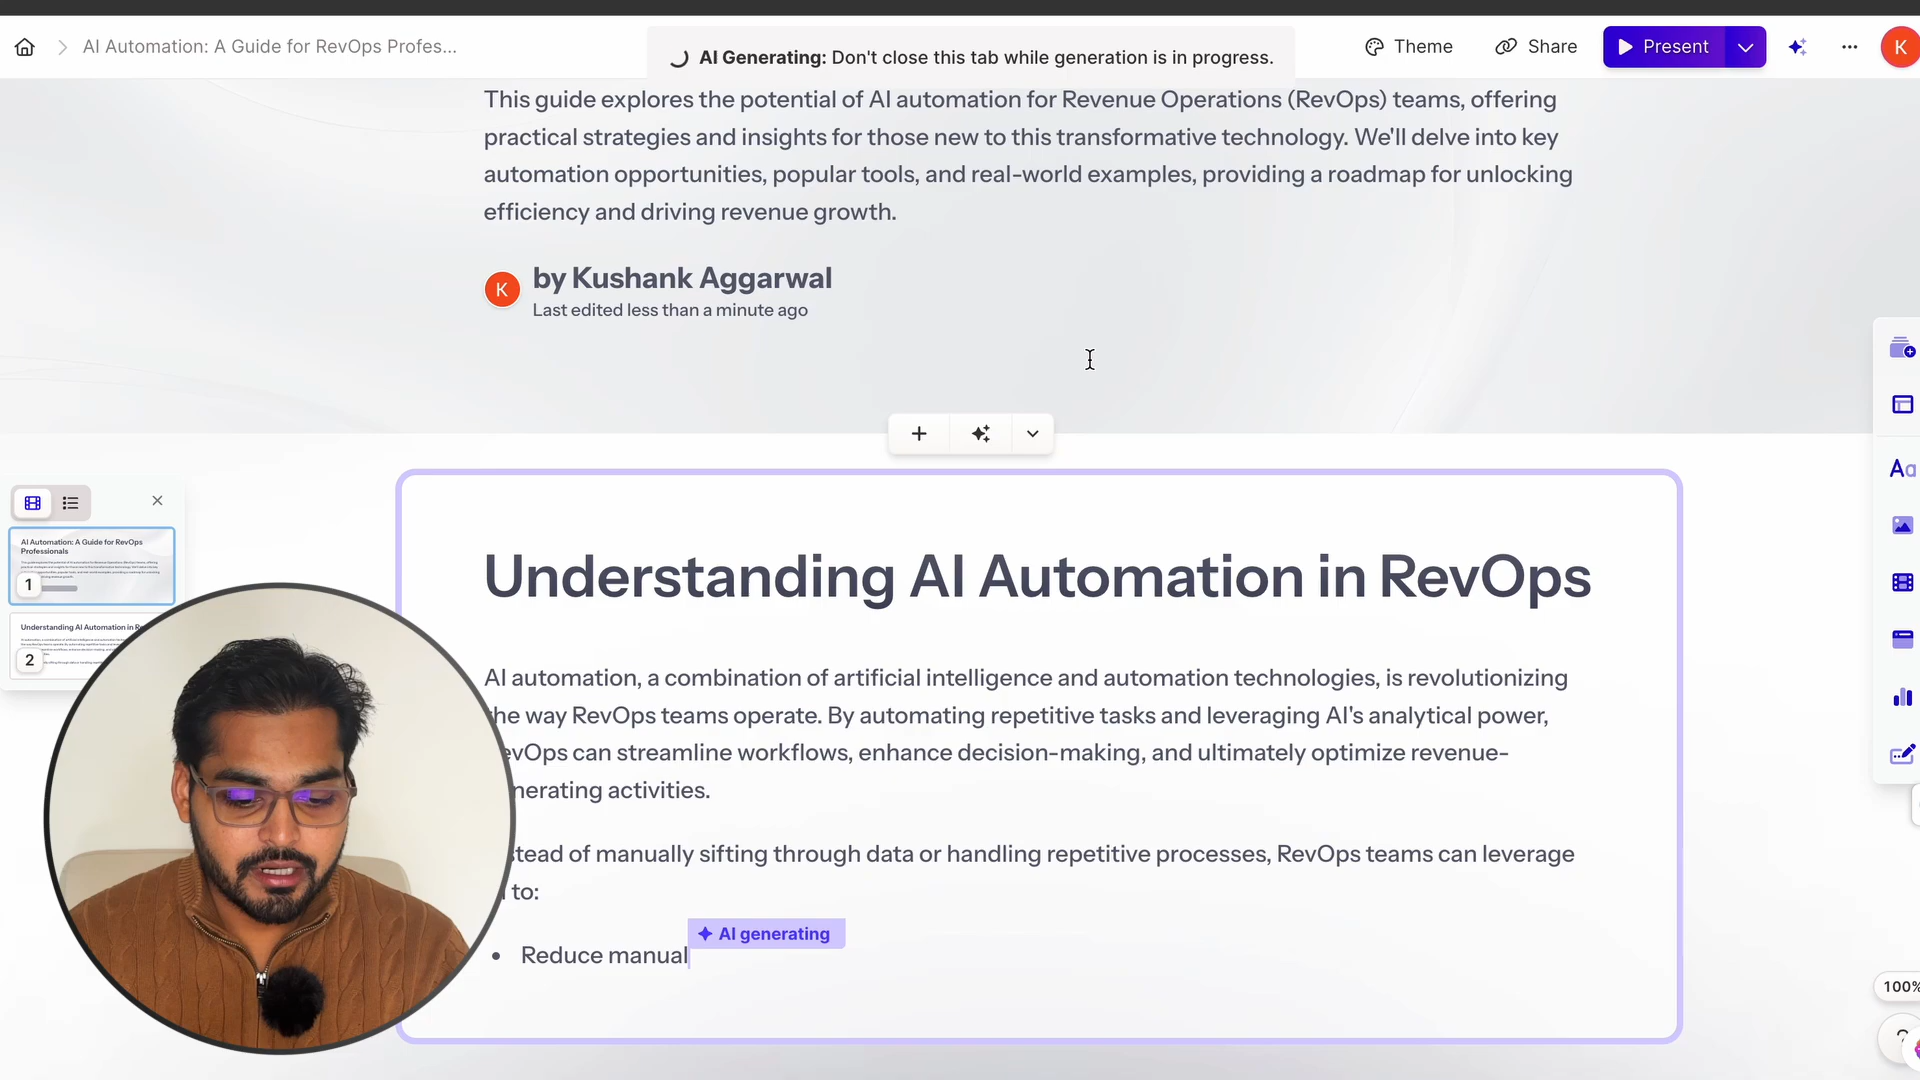 AI Automation: A Guide for RevOps Profes...
AI Generating: Don't close this tab while generation is in progress.
Theme
Share
Present
K
This guide explores the potential of AI automation for Revenue Operations (RevOps) teams, offering
practical strategies and insights for those new to this transformative technology. We'll delve into key
automation opportunities, popular tools, and real-world examples, providing a roadmap for unlocking
efficiency and driving revenue growth.
K
by Kushank Aggarwal
Last edited less than a minute ago
Aa
AI Automation: A Guide for RevOps
Professionals
1
Understanding AI Automation in R
2
Understanding AI Automation in RevOps
AI automation, a combination of artificial intelligence and automation technologies, is revolutionizing
he way RevOps teams operate. By automating repetitive tasks and leveraging AI's analytical power,
evOps can streamline workflows, enhance decision-making, and ultimately optimize revenue-
nerating activities.
stead of manually sifting through data or handling repetitive processes, RevOps teams can leverage
to:
AI generating
• Reduce manual
100%
?